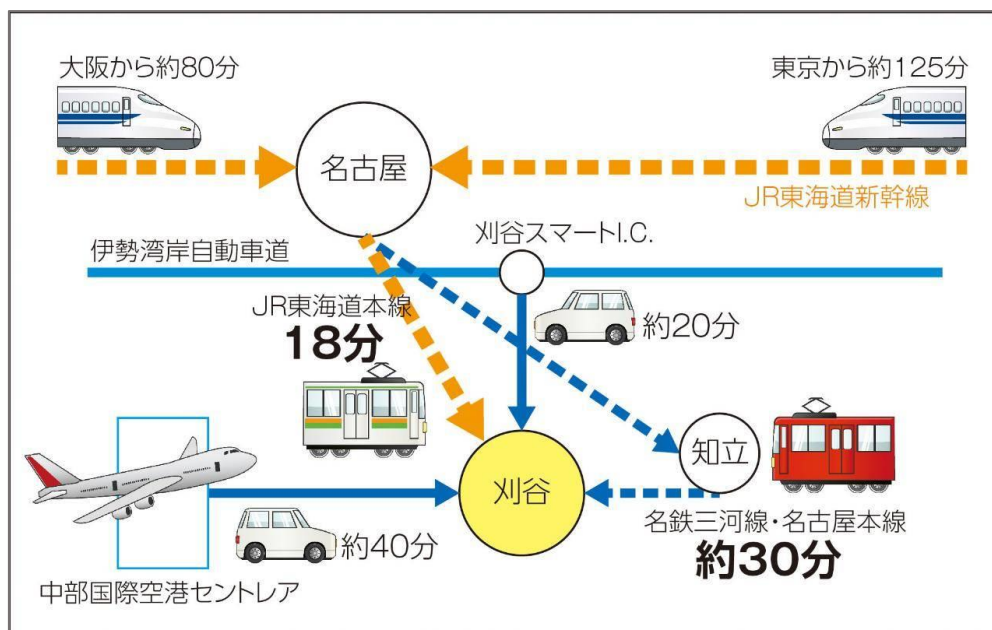 大阪から約80分
東京から約125分
名古屋
JR東海道新幹線
刈谷スマートI.C.
伊勢湾岸自動車道
JR東海道本線
18分
約20分
知立
刈谷
名鉄三河線・名古屋本線
約30分
約40分
中部国際空港セントレア